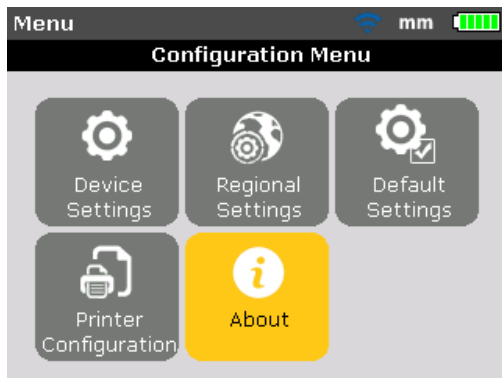 Menu mm
Configuration Menu
Device Settings
Regional Settings
Default Settings
Printer Configuration
About